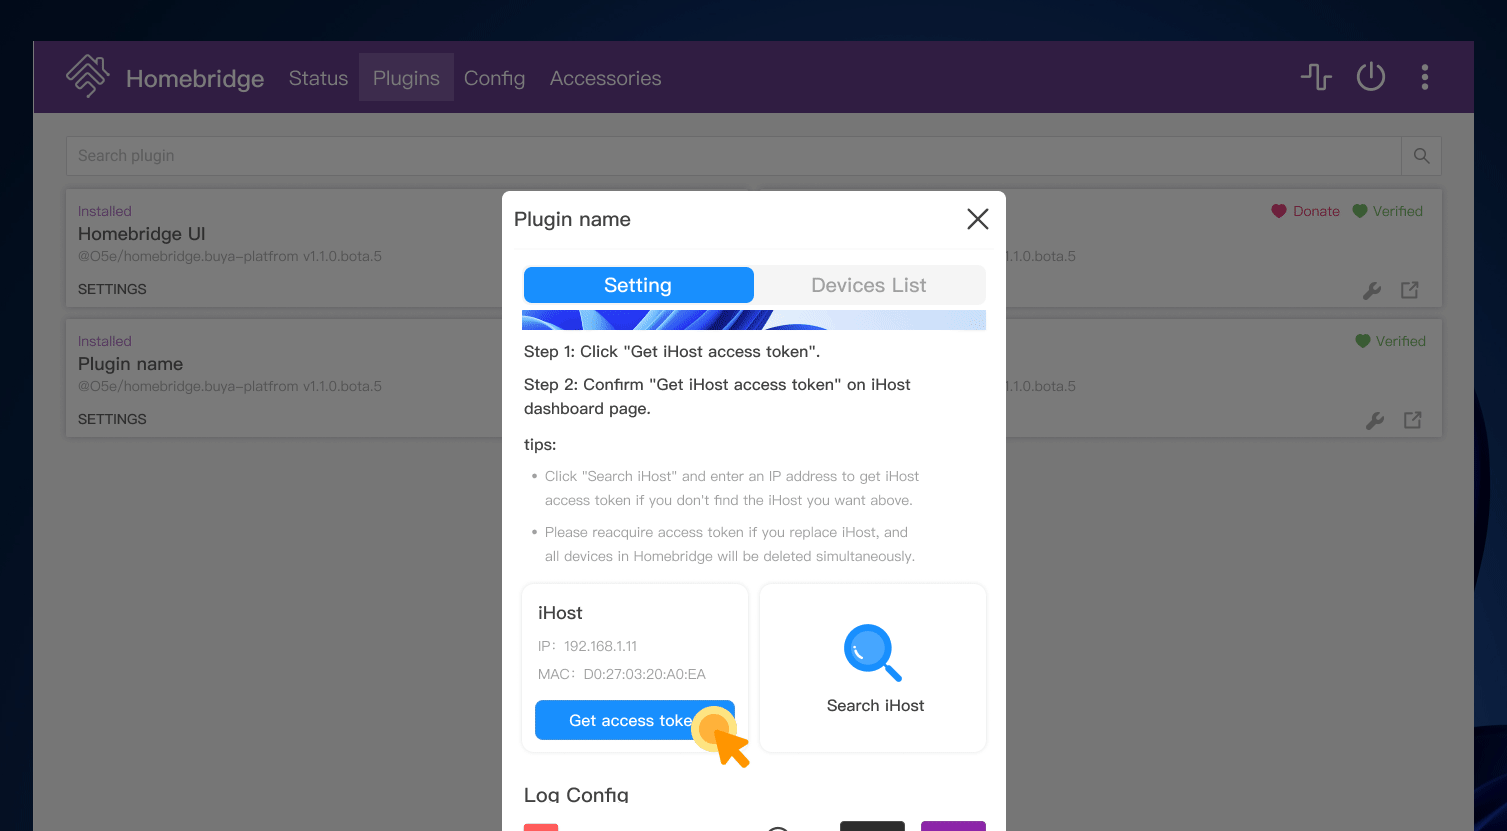 Homebridge
Status
Plugins
Config
Accessories
Search plugin
Installed
Homebridge UI
@O5e/homebridge.buya-platfrom v1.1.0.bota.5
SETTINGS
Donate
Verified
1.1.0.bota.5
Installed
Plugin name
@O5e/homebridge.buya-platfrom v1.1.0.bota.5
SETTINGS
Verified
1.1.0.bota.5
Plugin name
Setting
Devices List
Step 1: Click "Get iHost access token".
Step 2: Confirm "Get iHost access token" on iHost
dashboard page.
tips:
• Click "Search iHost" and enter an IP address to get iHost
access token if you don't find the iHost you want above.
• Please reacquire access token if you replace iHost, and
all devices in Homebridge will be deleted simultaneously.
iHost
IP: 192.168.1.11
MAC: D0:27:03:20:A0:EA
Get access toke
Search iHost
Log Config